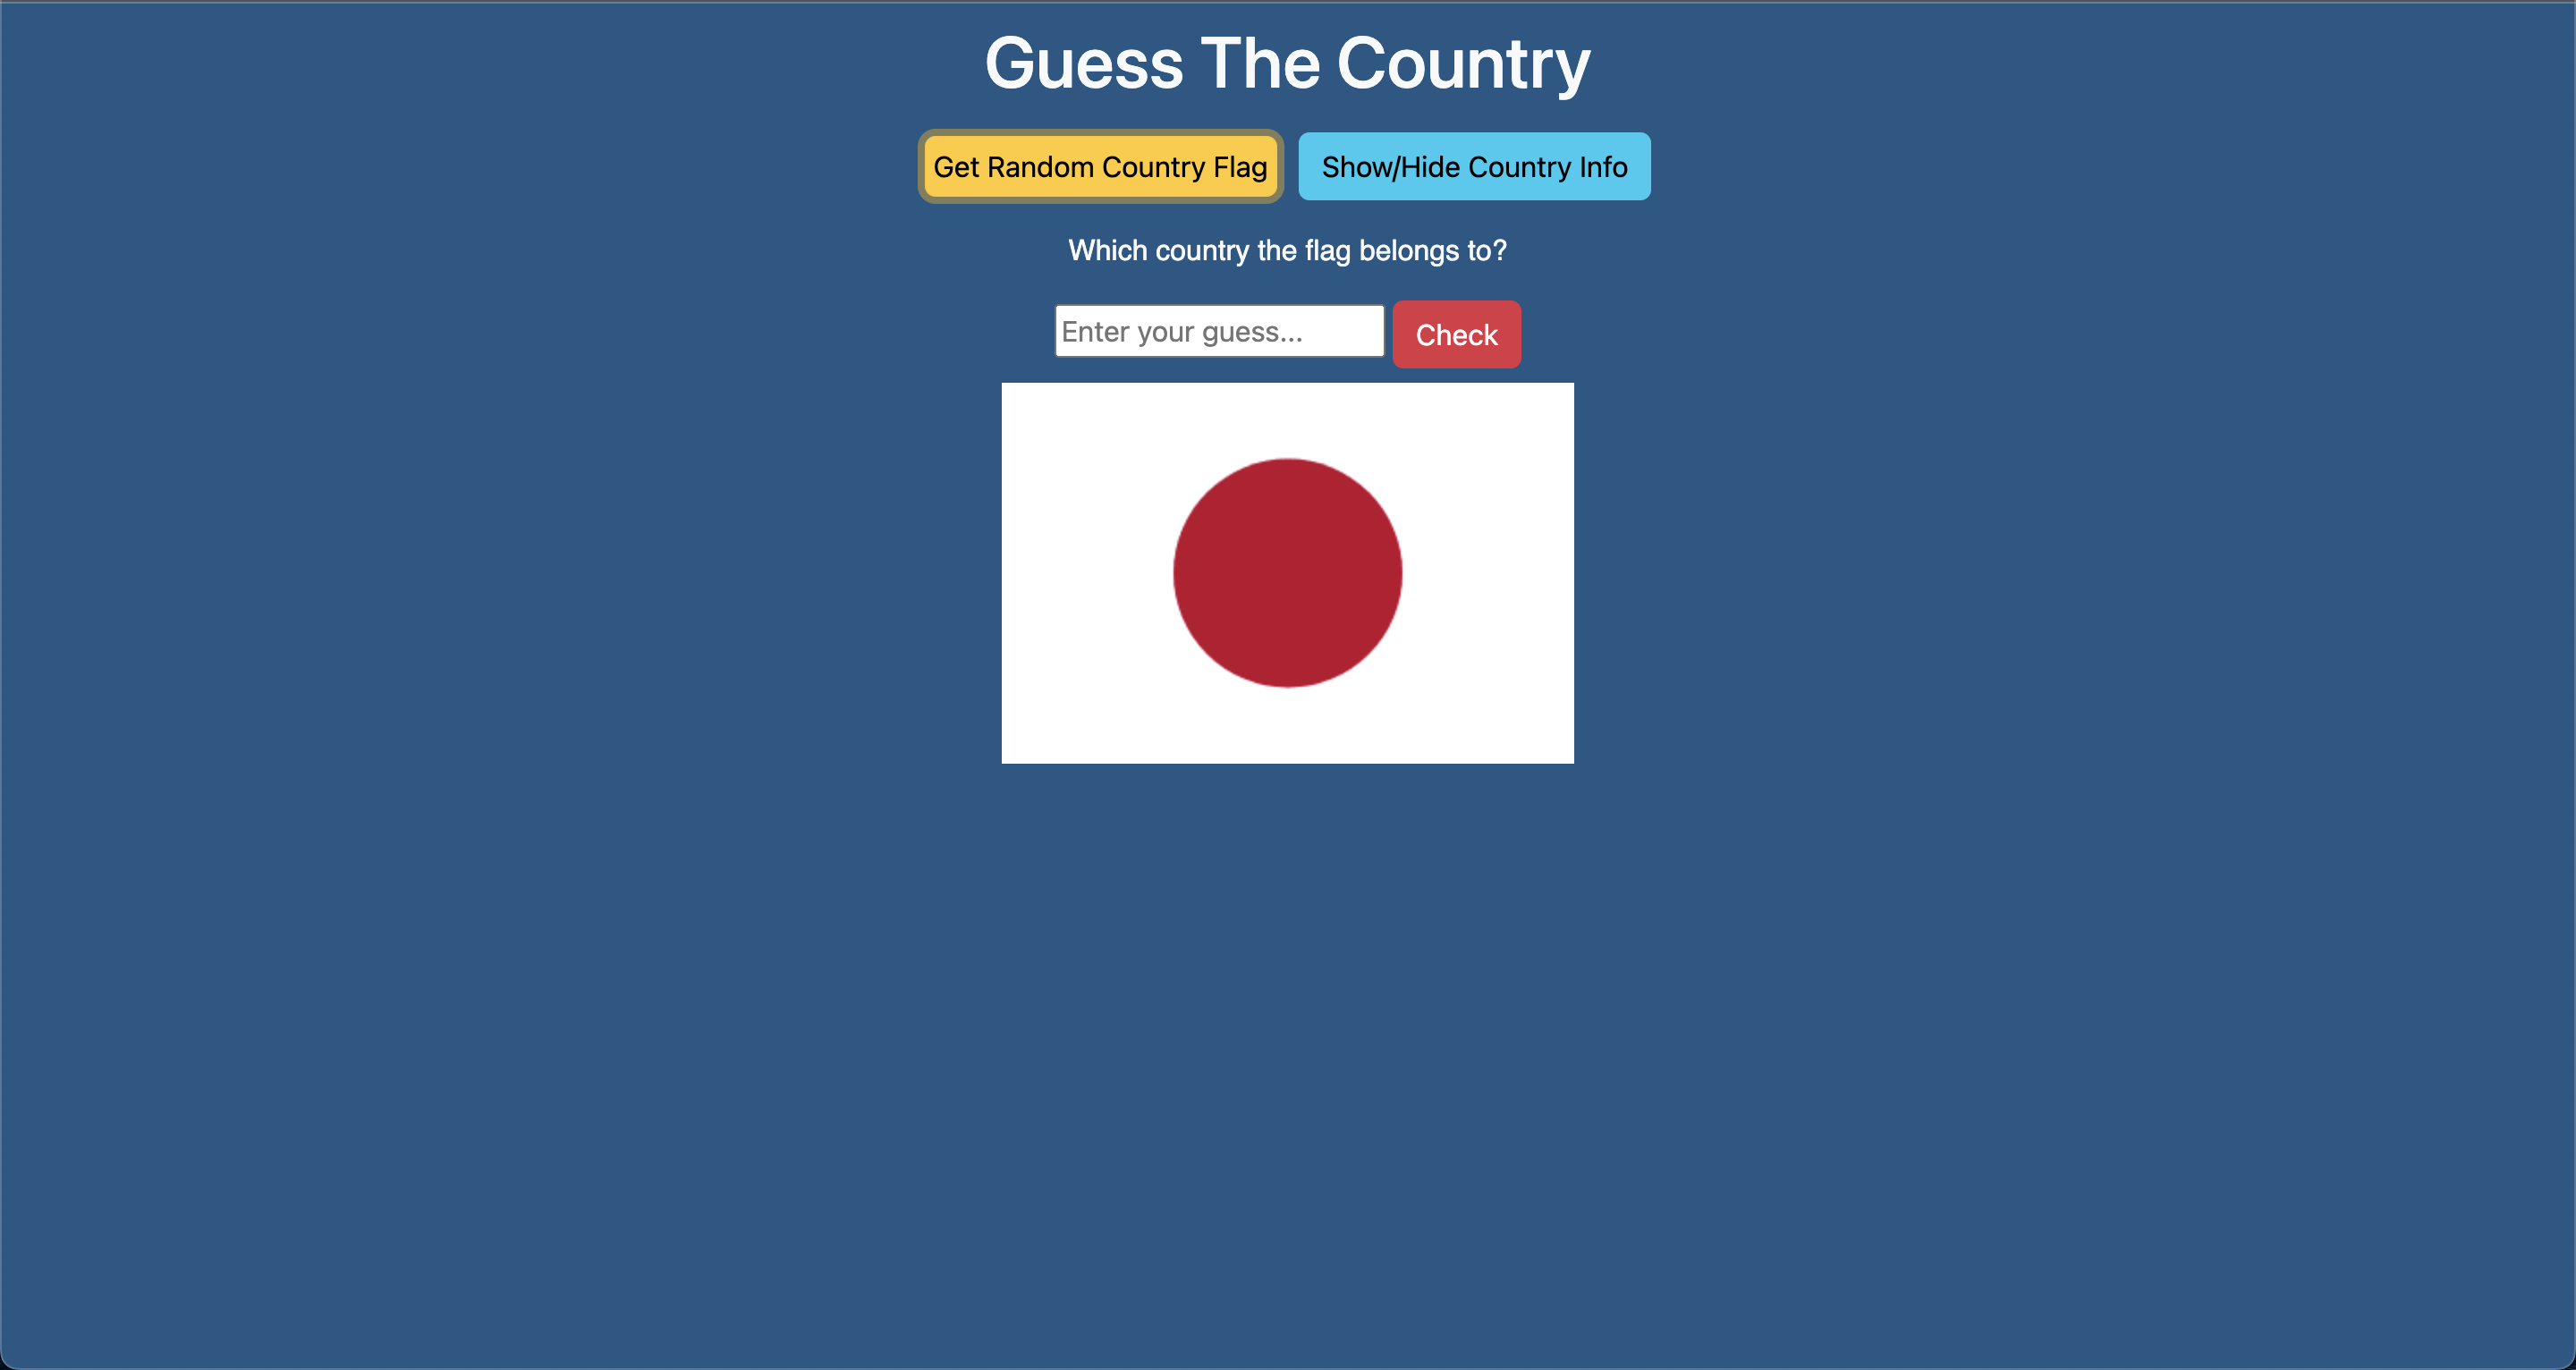 Guess The Country
Get Random Country Flag Show/Hide Country Info
Which country the flag belongs to?
Enter your guess... Check